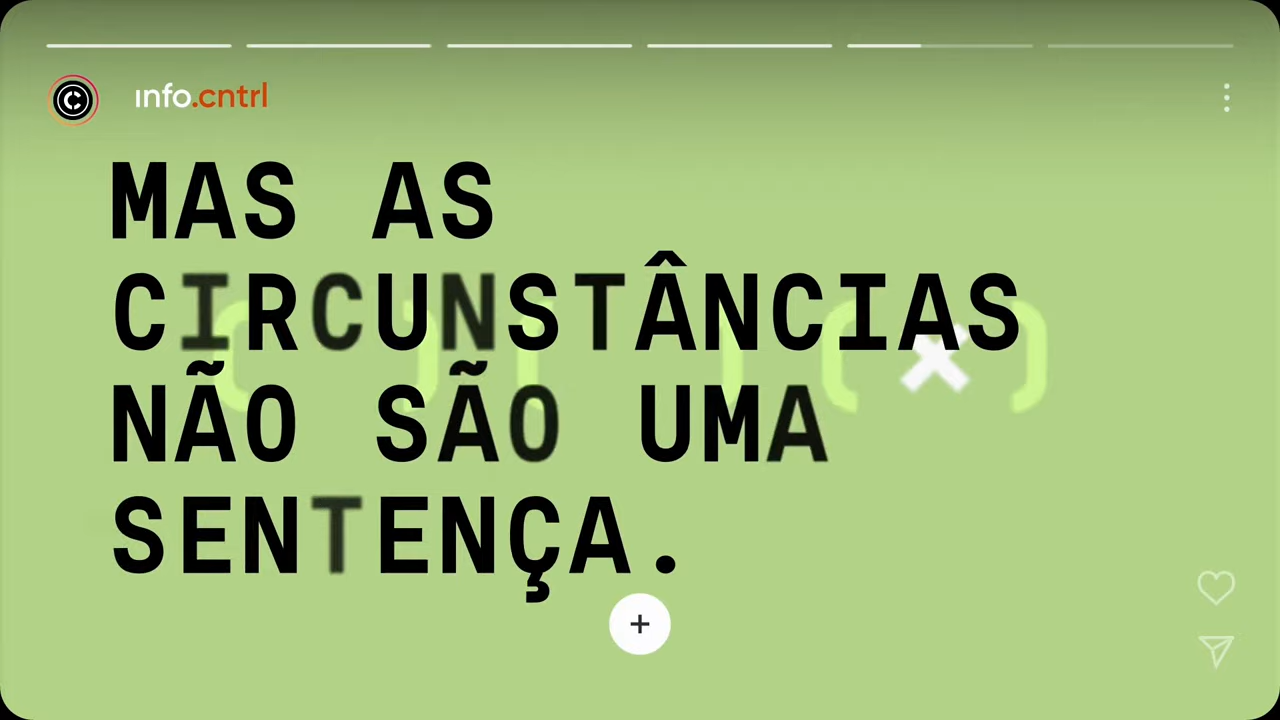 info.cntrl
MAS AS
CIRCUNSTÂNCIAS
NÃO SÃO UMA
SENTENÇA.